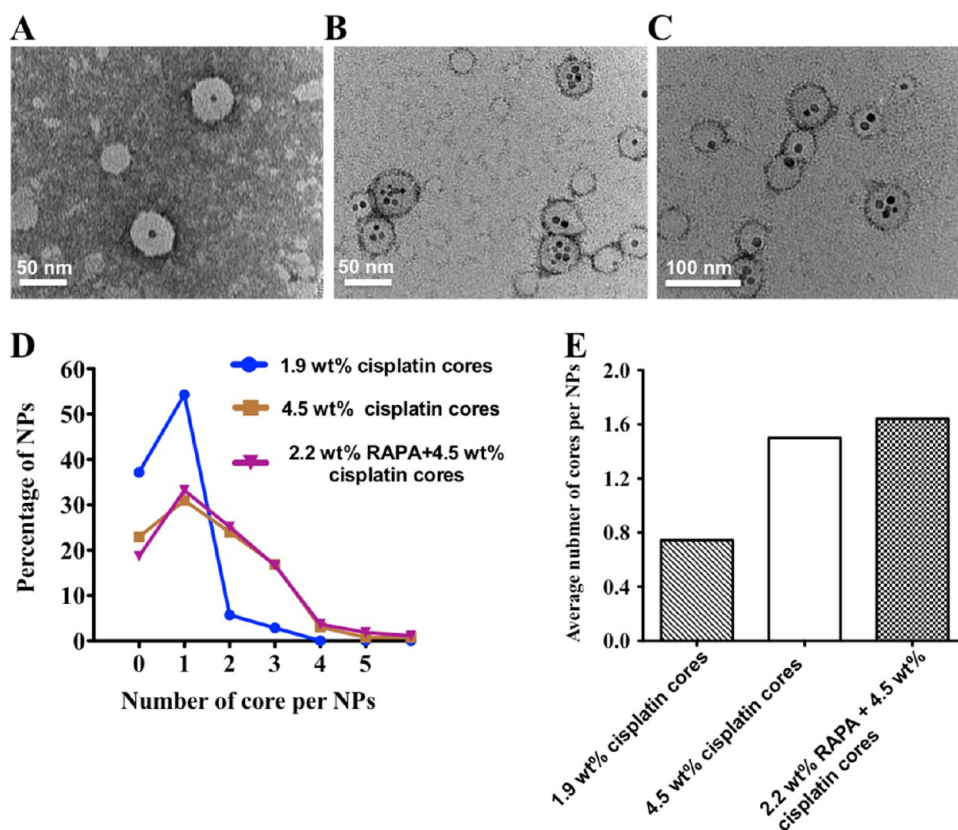 A
B
C
50 nm
50 nm
100 nm
D
60
50
40
30
20
10
0
Percentage of NPs
1.9 wt% cisplatin cores
4.5 wt% cisplatin cores
2.2 wt% RAPA+4.5 wt%
cisplatin cores
0 1 2 3 4 5
Number of core per NPs
E
2.0
1.6
1.2
0.8
0.4
0.0
Average nubmer of cores per NPs
1.9 wt% cisplatin cores
4.5 wt% cisplatin cores
2.2 wt% RAPA + 4.5 wt%
cisplatin cores